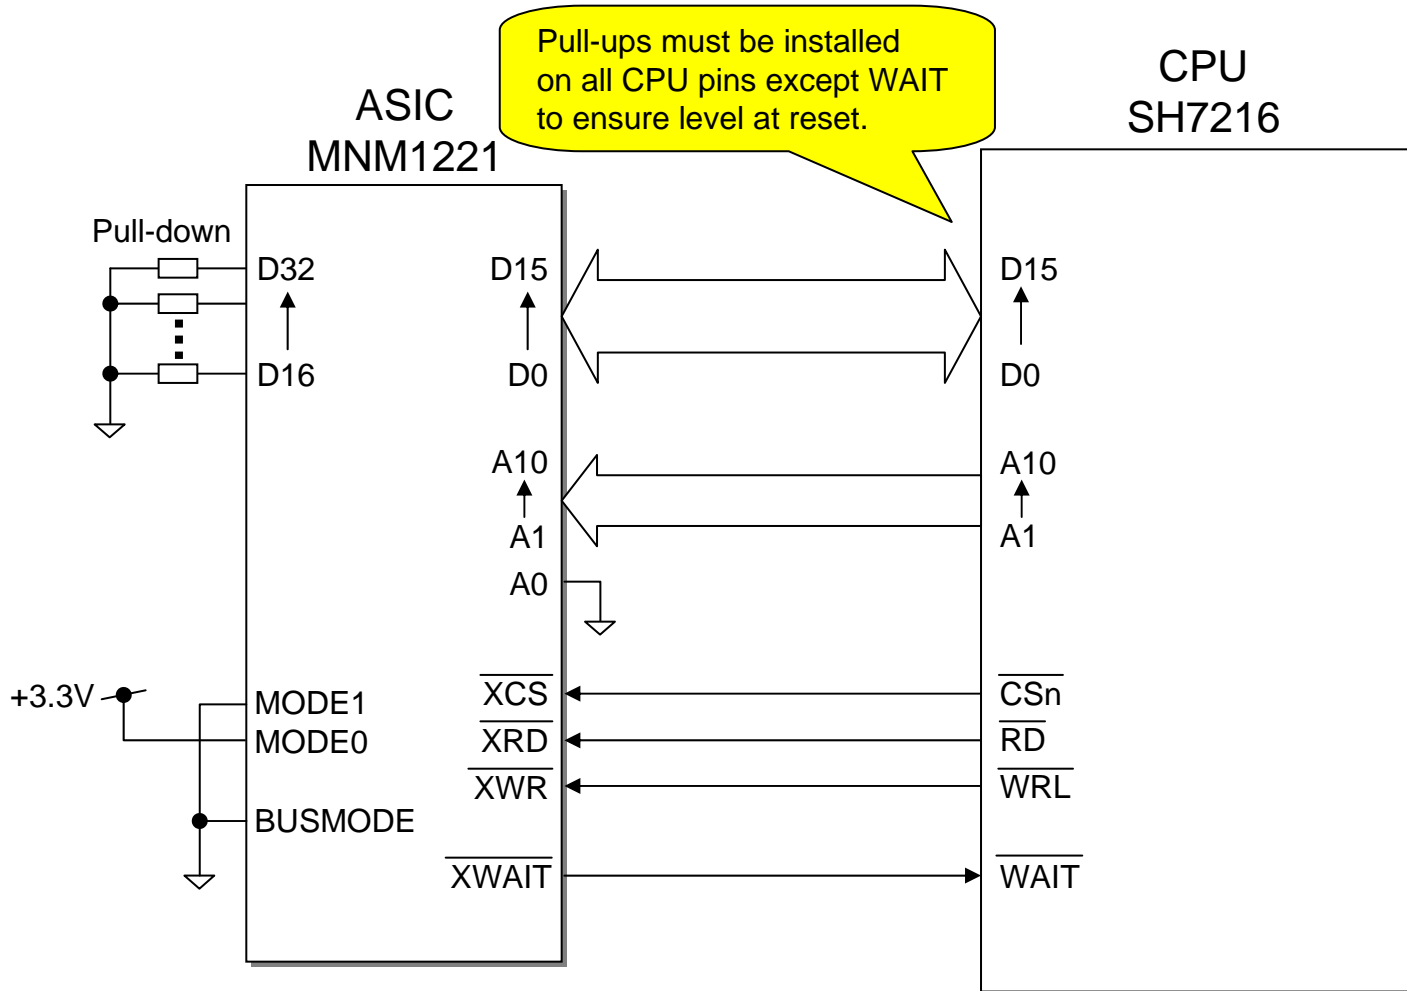 Pull-ups must be installed
on all CPU pins except WAIT
to ensure level at reset.
ASIC
MNM1221
CPU
SH7216
Pull-down
D32
D16
D15
D0
D15
D0
A10
A1
A0
A10
A1
+3.3V
MODE1
MODE0
BUSMODE
XCS
XRD
XWR
XWAIT
CSn
RD
WRL
WAIT